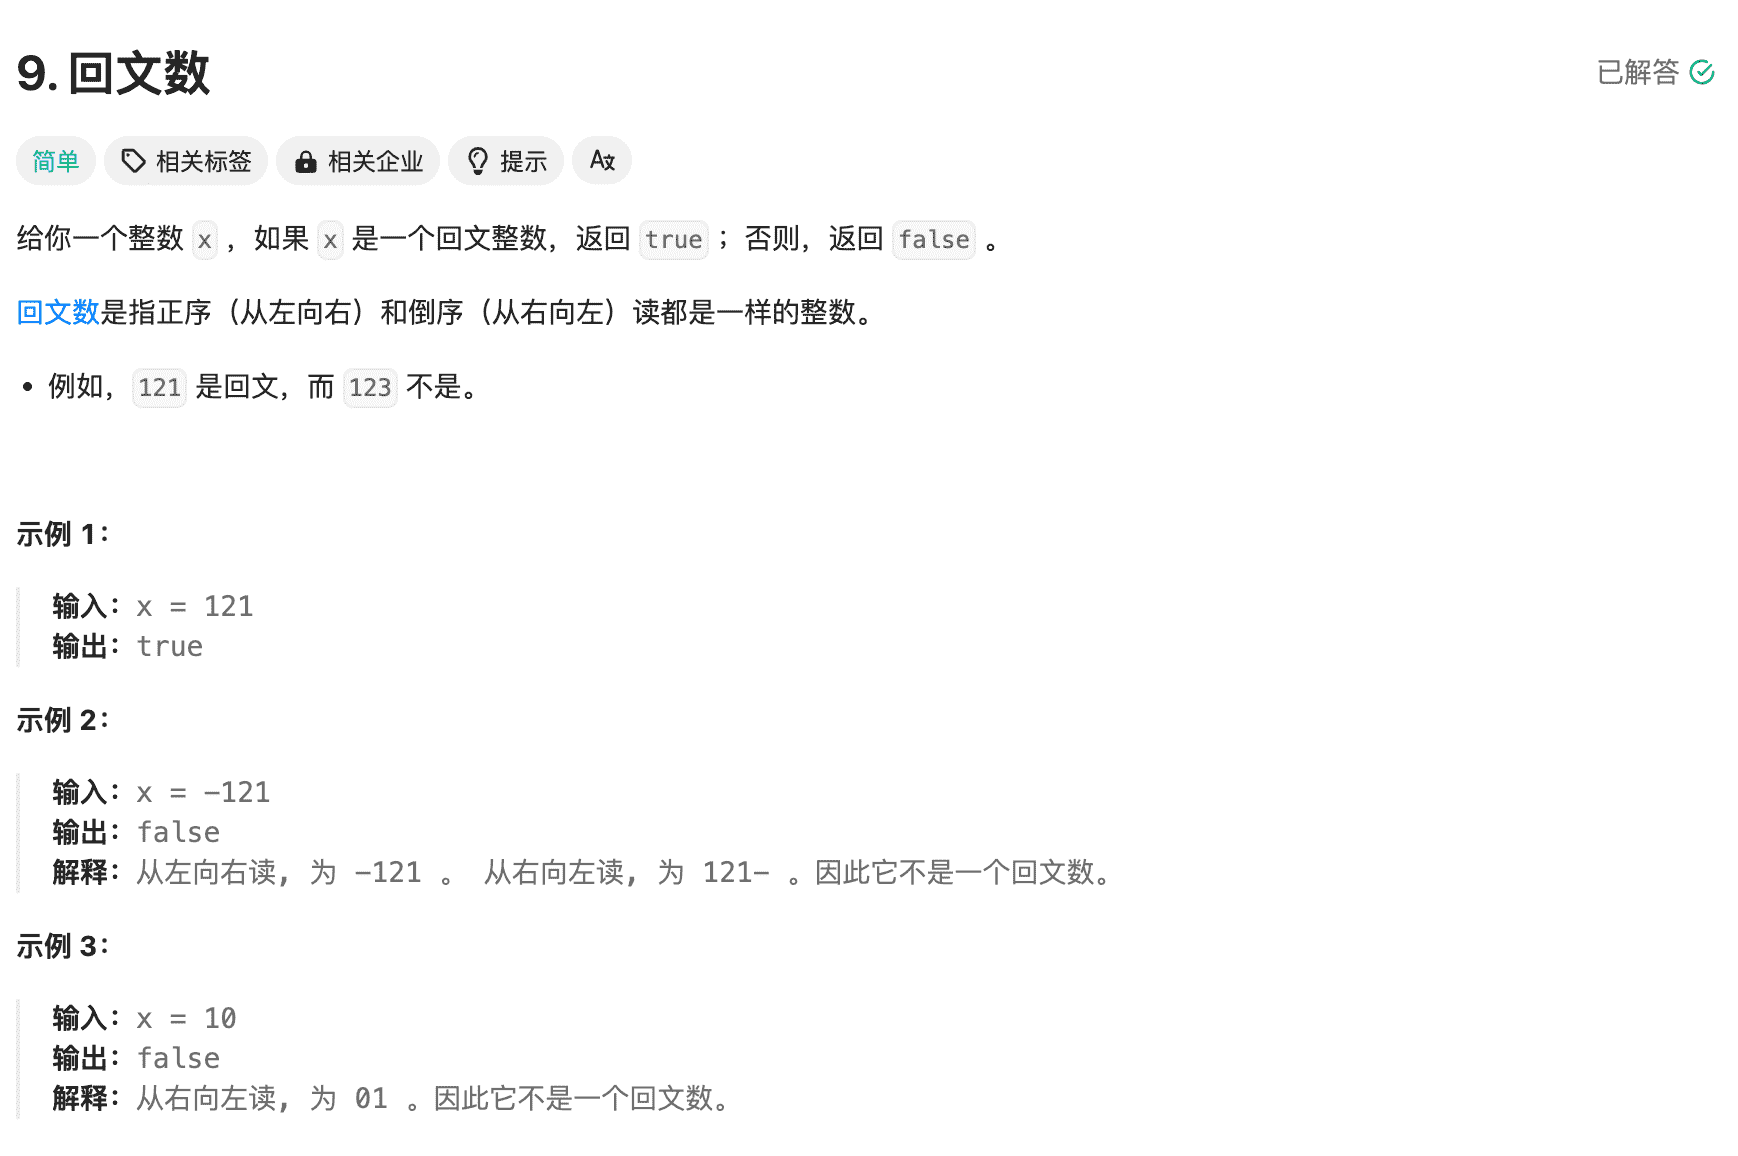 9. 回文数
已解答
简单 相关标签 相关企业 提示
给你一个整数 x ，如果 x 是一个回文整数，返回 true ；否则，返回 false 。
回文数是指正序（从左向右）和倒序（从右向左）读都是一样的整数。
• 例如，121 是回文，而 123 不是。
示例 1：
输入：x = 121
输出：true
示例 2：
输入：x = -121
输出：false
解释：从左向右读, 为 -121 。 从右向左读, 为 121- 。因此它不是一个回文数。
示例 3：
输入：x = 10
输出：false
解释：从右向左读, 为 01 。因此它不是一个回文数。